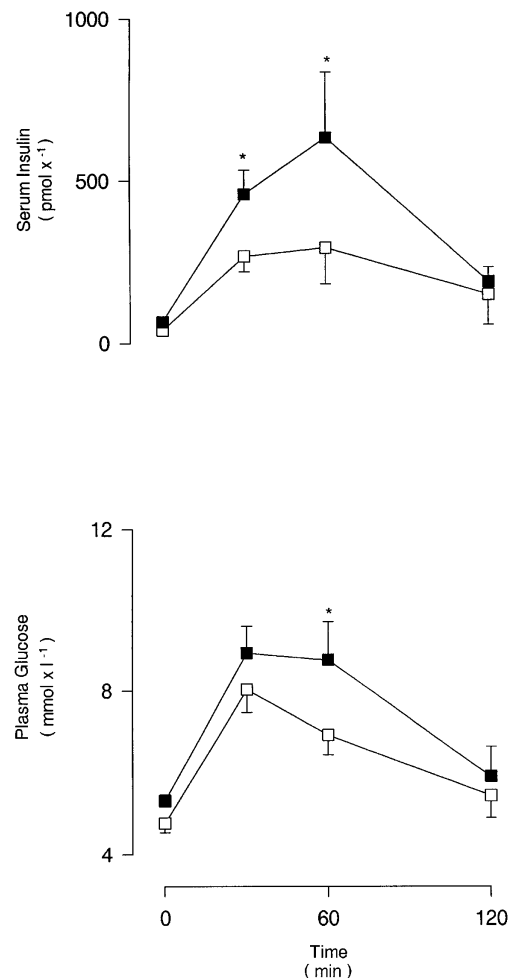 1000
*
*
Serum Insulin
( pmol x ⁻¹ )
500
0
12
*
Plasma Glucose
( mmol x l ⁻¹ )
8
4
0 60 120
Time
( min )